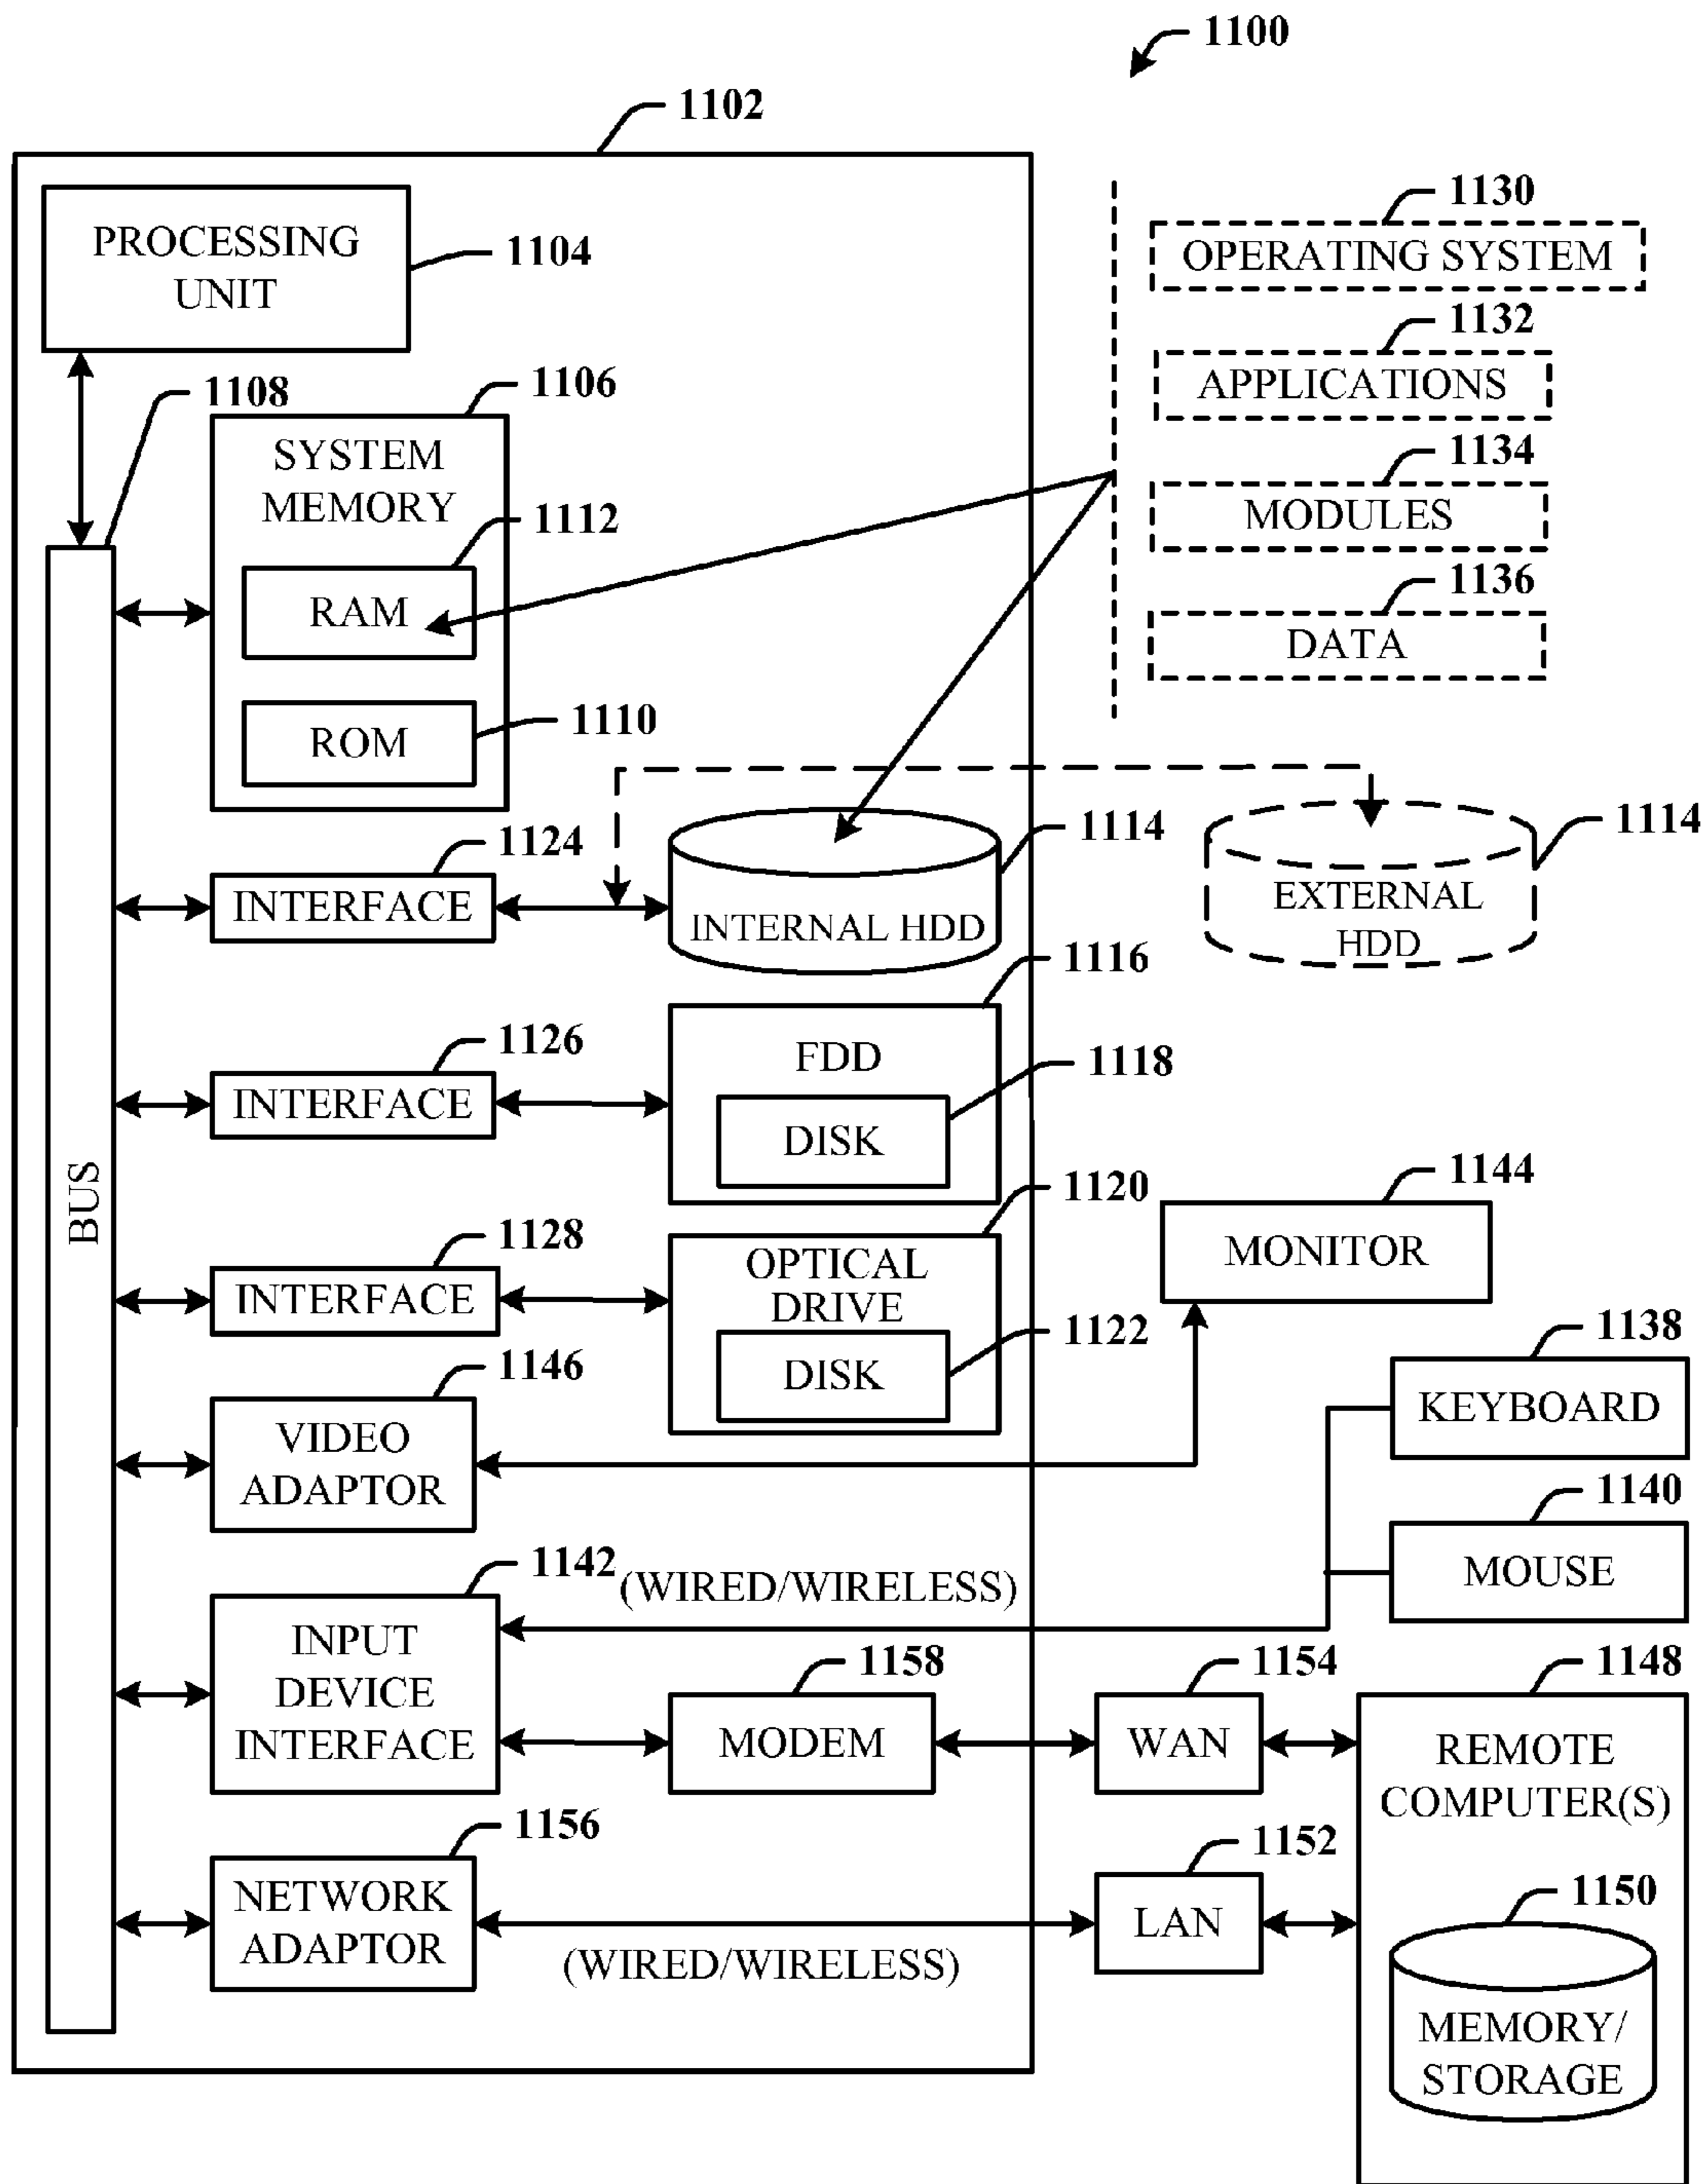 1100
1102
PROCESSING
UNIT
1104
1130
OPERATING SYSTEM
1132
APPLICATIONS
1134
MODULES
1136
DATA
1108
1106
SYSTEM
MEMORY
1112
RAM
1110
ROM
BUS
1124
INTERFACE
1114
INTERNAL HDD
1114
EXTERNAL
HDD
1116
FDD
1126
INTERFACE
1118
DISK
1120
OPTICAL
DRIVE
1128
INTERFACE
1122
DISK
1144
MONITOR
1146
VIDEO
ADAPTOR
1138
KEYBOARD
1140
MOUSE
1142
(WIRED/WIRELESS)
INPUT
DEVICE
INTERFACE
1158
MODEM
1154
WAN
1148
REMOTE
COMPUTER(S)
1156
NETWORK
ADAPTOR
(WIRED/WIRELESS)
1152
LAN
1150
MEMORY/
STORAGE